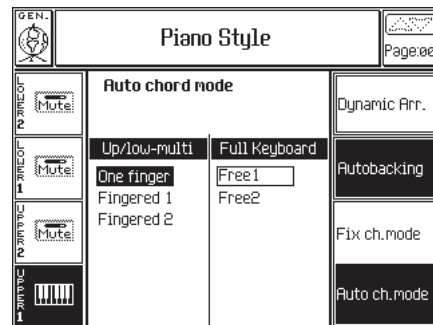 GEN.
Piano Style
Page:
LOWER 2
Mute
LOWER 1
Mute
UPPER 2
Mute
UPPER 1
Auto chord mode
Up/low-multi
One finger
Fingered 1
Fingered 2
Full Keyboard
Free1
Free2
Dynamic Arr.
Autobacking
Fix ch.mode
Auto ch.mode